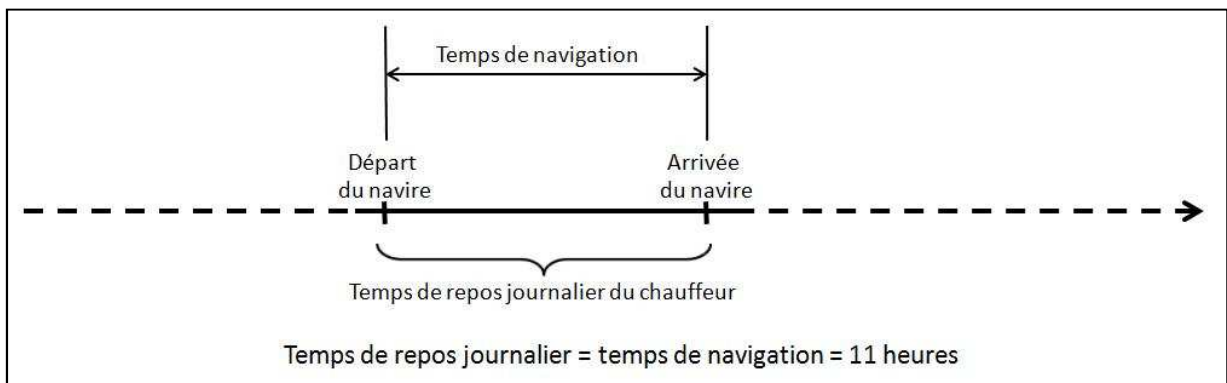 Temps de navigation
Départ
du navire
Arrivée
du navire
Temps de repos journalier du chauffeur
Temps de repos journalier = temps de navigation = 11 heures